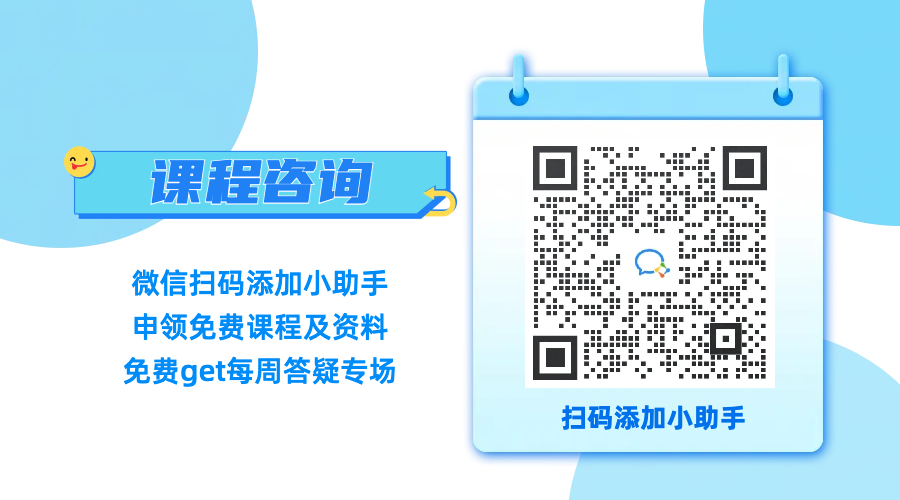 课程咨询
微信扫码添加小助手
申领免费课程及资料
免费get每周答疑专场
扫码添加小助手